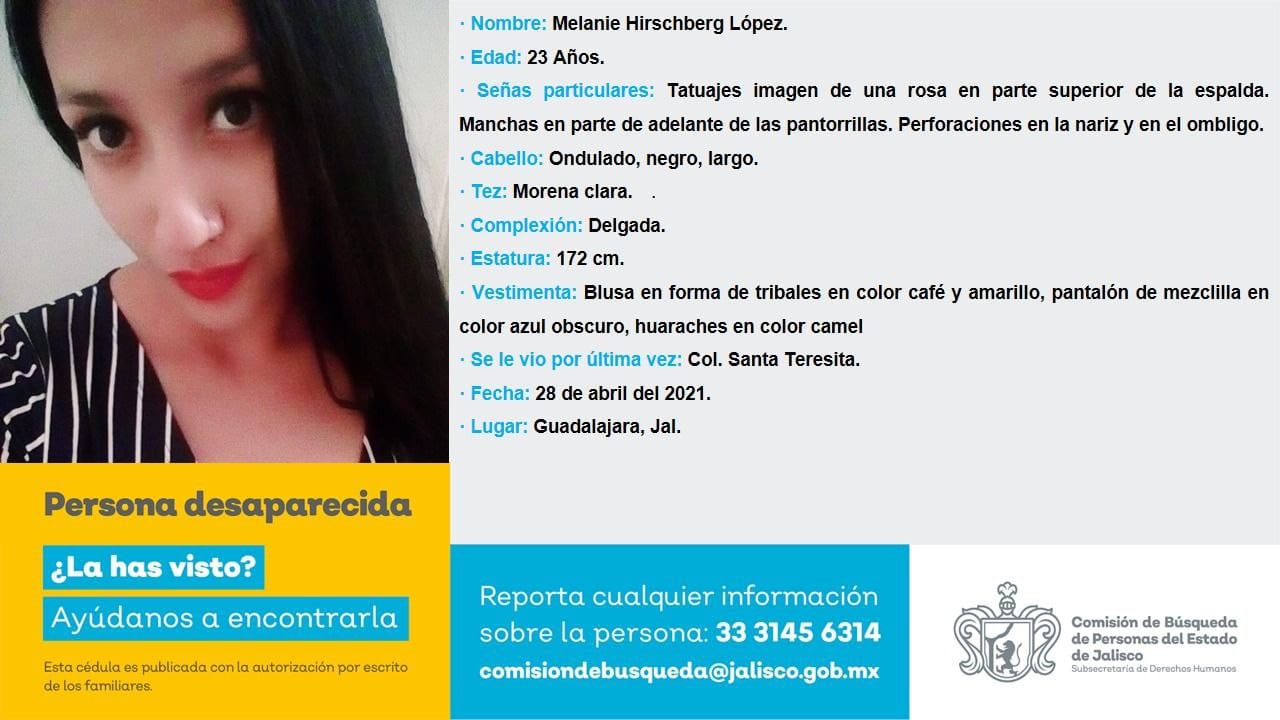 · Nombre: Melanie Hirschberg López.
· Edad: 23 Años.
· Señas particulares: Tatuajes imagen de una rosa en parte superior de la espalda.
Manchas en parte de adelante de las pantorrillas. Perforaciones en la nariz y en el ombligo.
· Cabello: Ondulado, negro, largo.
· Tez: Morena clara. .
· Complexión: Delgada.
· Estatura: 172 cm.
· Vestimenta: Blusa en forma de tribales en color café y amarillo, pantalón de mezclilla en
color azul obscuro, huaraches en color camel
· Se le vio por última vez: Col. Santa Teresita.
· Fecha: 28 de abril del 2021.
· Lugar: Guadalajara, Jal.
Persona desaparecida
¿La has visto?
Ayúdanos a encontrarla
Esta cédula es publicada con la autorización por escrito
de los familiares.
Reporta cualquier información
sobre la persona: 33 3145 6314
comisiondebusqueda@jalisco.gob.mx
Comisión de Búsqueda
de Personas del Estado
de Jalisco
Subsecretaría de Derechos Humanos